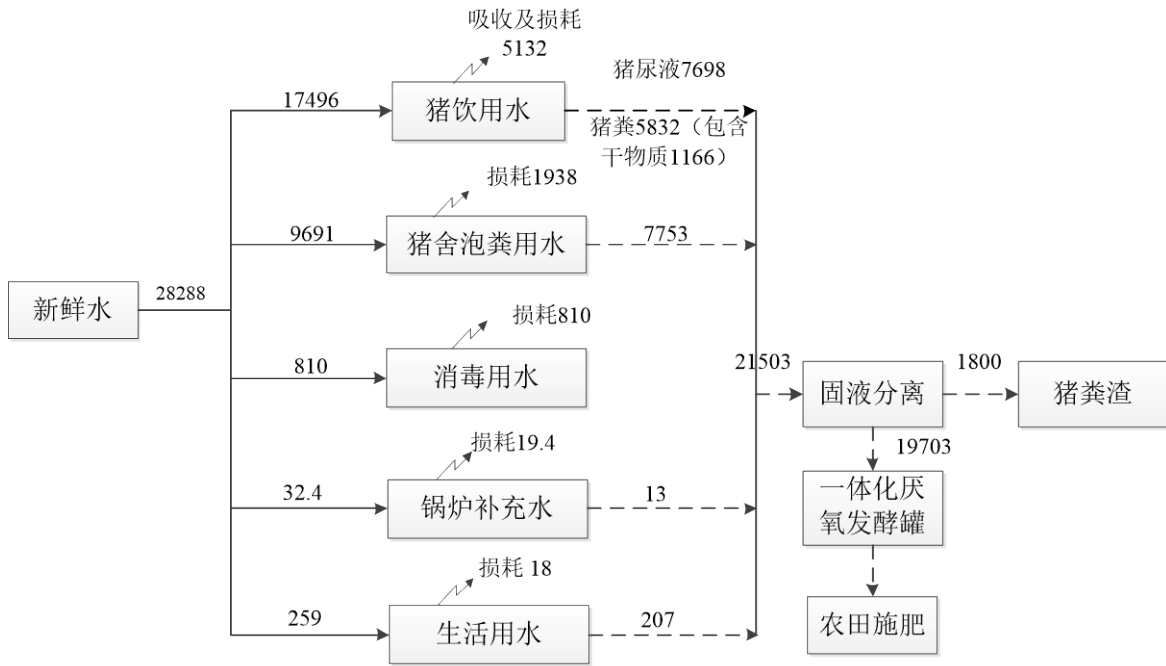 吸收及损耗
5132
猪尿液7698
17496
猪饮用水
猪粪5832（包含
干物质1166）
损耗1938
9691
猪舍泡粪用水
7753
新鲜水
28288
损耗810
810
消毒用水
21503
固液分离
1800
猪粪渣
19703
损耗19.4
32.4
锅炉补充水
13
一体化厌
氧发酵罐
损耗 18
259
生活用水
207
农田施肥